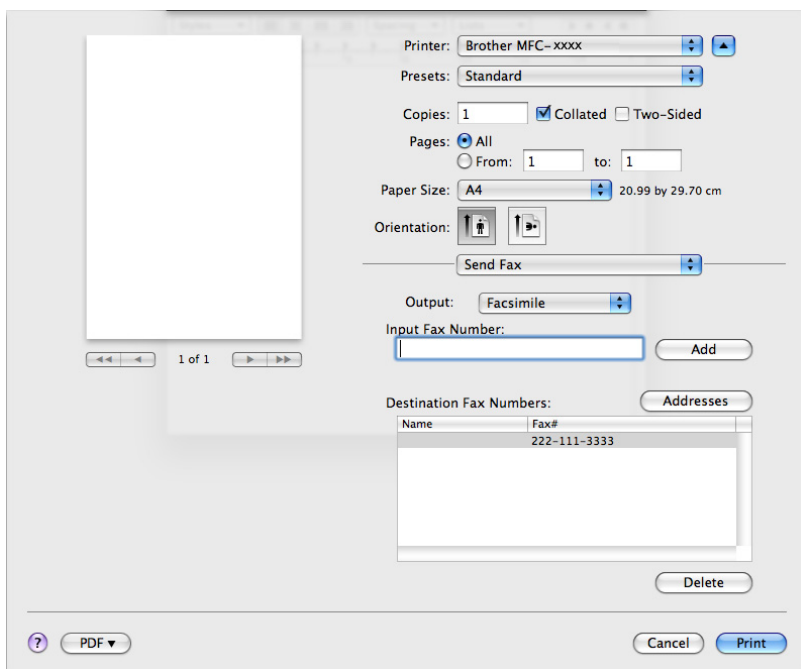 Printer: Brother MFC-xxxx
Presets: Standard
Copies: 1 Collated Two-Sided
Pages: All
From: 1 to: 1
Paper Size: A4 20.99 by 29.70 cm
Orientation:
Send Fax
Output: Facsimile
Input Fax Number:
Add
1 of 1
Destination Fax Numbers: Addresses
Name Fax#
222-111-3333
Delete
? PDF Cancel Print